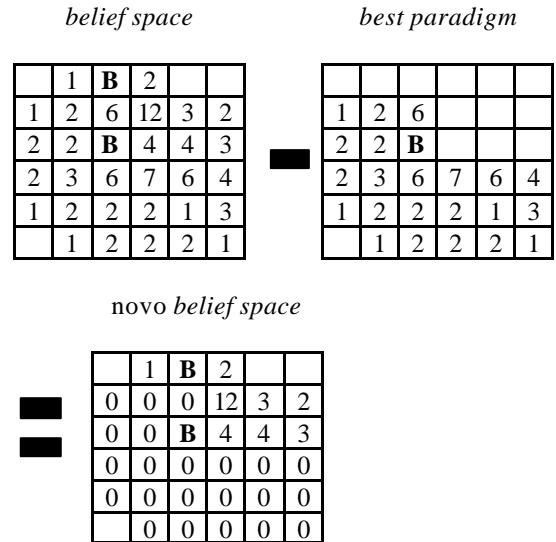 belief space
best paradigm
1 B 2
1 2 6 12 3 2
2 2 B 4 4 3
2 3 6 7 6 4
1 2 2 2 1 3
1 2 2 2 1
1 2 6
2 2 B
2 3 6 7 6 4
1 2 2 2 1 3
1 2 2 2 1
novo belief space
1 B 2
0 0 0 12 3 2
0 0 B 4 4 3
0 0 0 0 0 0
0 0 0 0 0 0
0 0 0 0 0